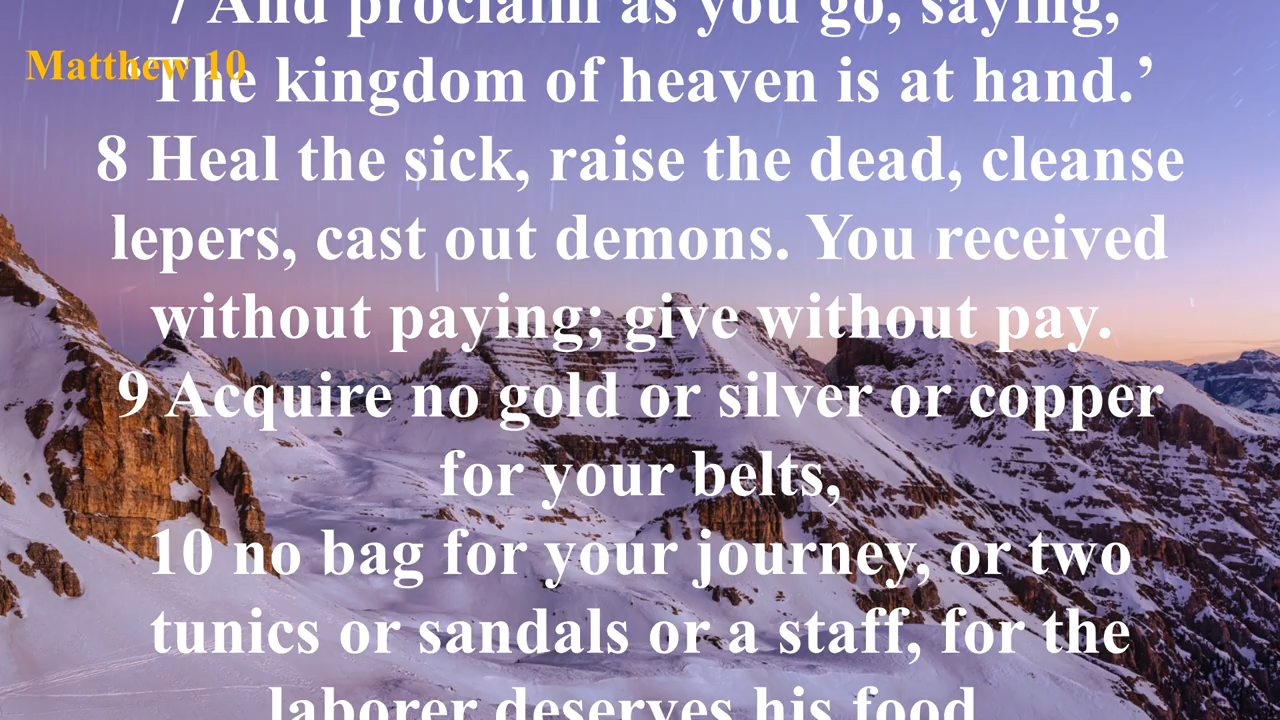 7 And proclaim as you go, saying,
Matthew 10
‘The kingdom of heaven is at hand.’
8 Heal the sick, raise the dead, cleanse
lepers, cast out demons. You received
without paying; give without pay.
9 Acquire no gold or silver or copper
for your belts,
10 no bag for your journey, or two
tunics or sandals or a staff, for the
laborer deserves his food